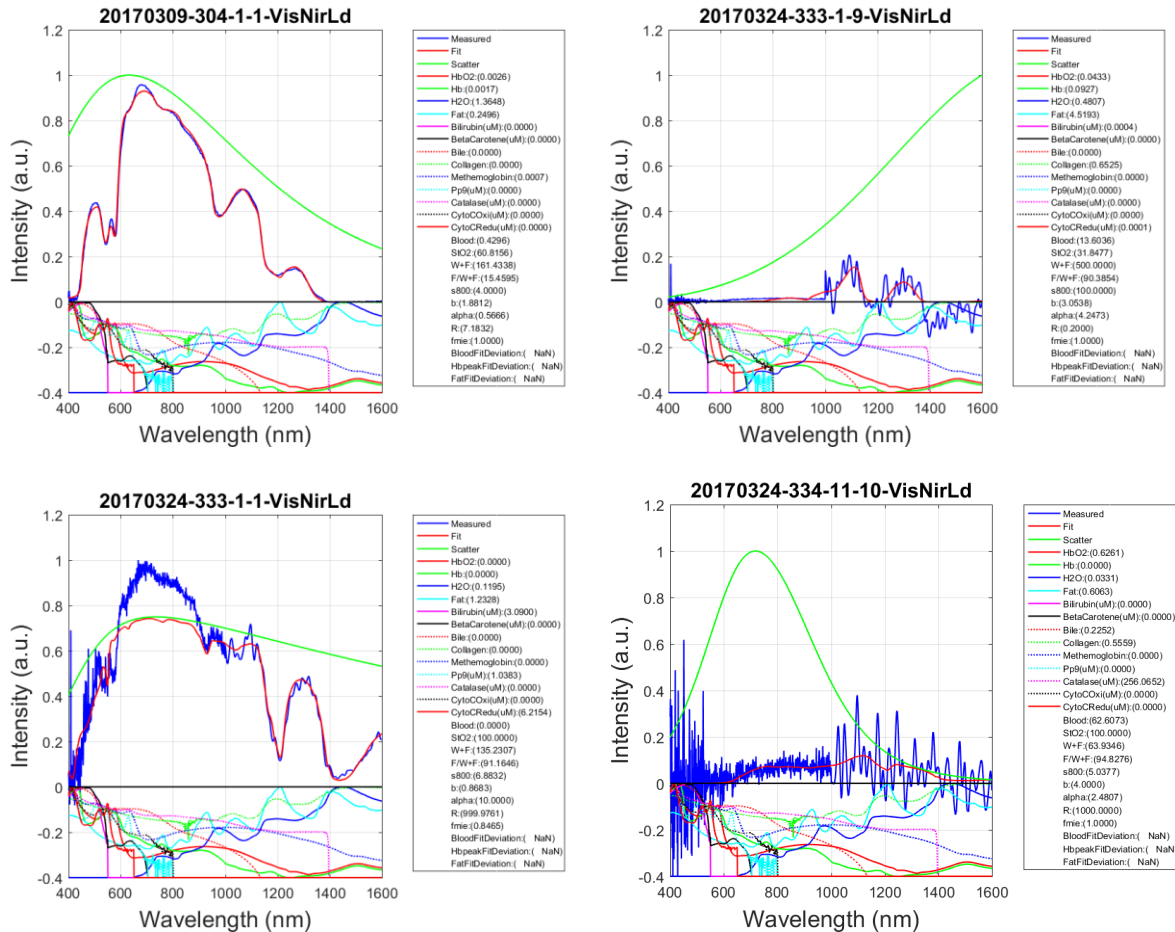 20170309-304-1-1-VisNirLd
1.2
1
0.8
0.6
0.4
0.2
0
-0.2
-0.4
400
600
800
1000
1200
1400
1600
Intensity (a.u.)
Wavelength (nm)
Measured
Fit
Scatter
HbO2:(0.0026)
Hb:(0.0017)
H2O:(1.3648)
Fat:(0.2496)
Bilirubin(uM):(0.0000)
BetaCarotene(uM):(0.0000)
Bile:(0.0000)
Collagen:(0.0000)
Methemoglobin:(0.0007)
Pp9(uM):(0.0000)
Catalase(uM):(0.0000)
CytoCOxi(uM):(0.0000)
CytoCRedu(uM):(0.0000)
Blood:(0.4296)
StO2:(60.8156)
W+F:(161.4338)
F/W+F:(15.4595)
s800:(4.0000)
b:(1.8812)
alpha:(0.5666)
R:(7.1832)
fmie:(1.0000)
BloodFitDeviation:( NaN)
HbpeakFitDeviation:( NaN)
FatFitDeviation:( NaN)
20170324-333-1-9-VisNirLd
1.2
1
0.8
0.6
0.4
0.2
0
-0.2
-0.4
400
600
800
1000
1200
1400
1600
Intensity (a.u.)
Wavelength (nm)
Measured
Fit
Scatter
HbO2:(0.0433)
Hb:(0.0927)
H2O:(0.4807)
Fat:(4.5193)
Bilirubin(uM):(0.0004)
BetaCarotene(uM):(0.0000)
Bile:(0.0000)
Collagen:(0.6525)
Methemoglobin:(0.0000)
Pp9(uM):(0.0000)
Catalase(uM):(0.0000)
CytoCOxi(uM):(0.0000)
CytoCRedu(uM):(0.0001)
Blood:(13.6036)
StO2:(31.8477)
W+F:(500.0000)
F/W+F:(90.3854)
s800:(100.0000)
b:(3.0538)
alpha:(4.2473)
R:(0.2000)
fmie:(1.0000)
BloodFitDeviation:( NaN)
HbpeakFitDeviation:( NaN)
FatFitDeviation:( NaN)
20170324-333-1-1-VisNirLd
1.2
1
0.8
0.6
0.4
0.2
0
-0.2
-0.4
400
600
800
1000
1200
1400
1600
Intensity (a.u.)
Wavelength (nm)
Measured
Fit
Scatter
HbO2:(0.0000)
Hb:(0.0000)
H2O:(0.1195)
Fat:(1.2328)
Bilirubin(uM):(3.0900)
BetaCarotene(uM):(0.0000)
Bile:(0.0000)
Collagen:(0.0000)
Methemoglobin:(0.0000)
Pp9(uM):(1.0383)
Catalase(uM):(0.0000)
CytoCOxi(uM):(0.0000)
CytoCRedu(uM):(6.2154)
Blood:(0.0000)
StO2:(100.0000)
W+F:(135.2307)
F/W+F:(91.1646)
s800:(6.8832)
b:(0.8683)
alpha:(10.0000)
R:(999.9761)
fmie:(0.8465)
BloodFitDeviation:( NaN)
HbpeakFitDeviation:( NaN)
FatFitDeviation:( NaN)
20170324-334-11-10-VisNirLd
1.2
1
0.8
0.6
0.4
0.2
0
-0.2
-0.4
400
600
800
1000
1200
1400
1600
Intensity (a.u.)
Wavelength (nm)
Measured
Fit
Scatter
HbO2:(0.6261)
Hb:(0.0000)
H2O:(0.0331)
Fat:(0.6063)
Bilirubin(uM):(0.0000)
BetaCarotene(uM):(0.0000)
Bile:(0.2252)
Collagen:(0.5559)
Methemoglobin:(0.0000)
Pp9(uM):(0.0000)
Catalase(uM):(256.0652)
CytoCOxi(uM):(0.0000)
CytoCRedu(uM):(0.0000)
Blood:(62.6073)
StO2:(100.0000)
W+F:(63.9346)
F/W+F:(94.8276)
s800:(5.0377)
b:(4.0000)
alpha:(2.4807)
R:(1000.0000)
fmie:(1.0000)
BloodFitDeviation:( NaN)
HbpeakFitDeviation:( NaN)
FatFitDeviation:( NaN)